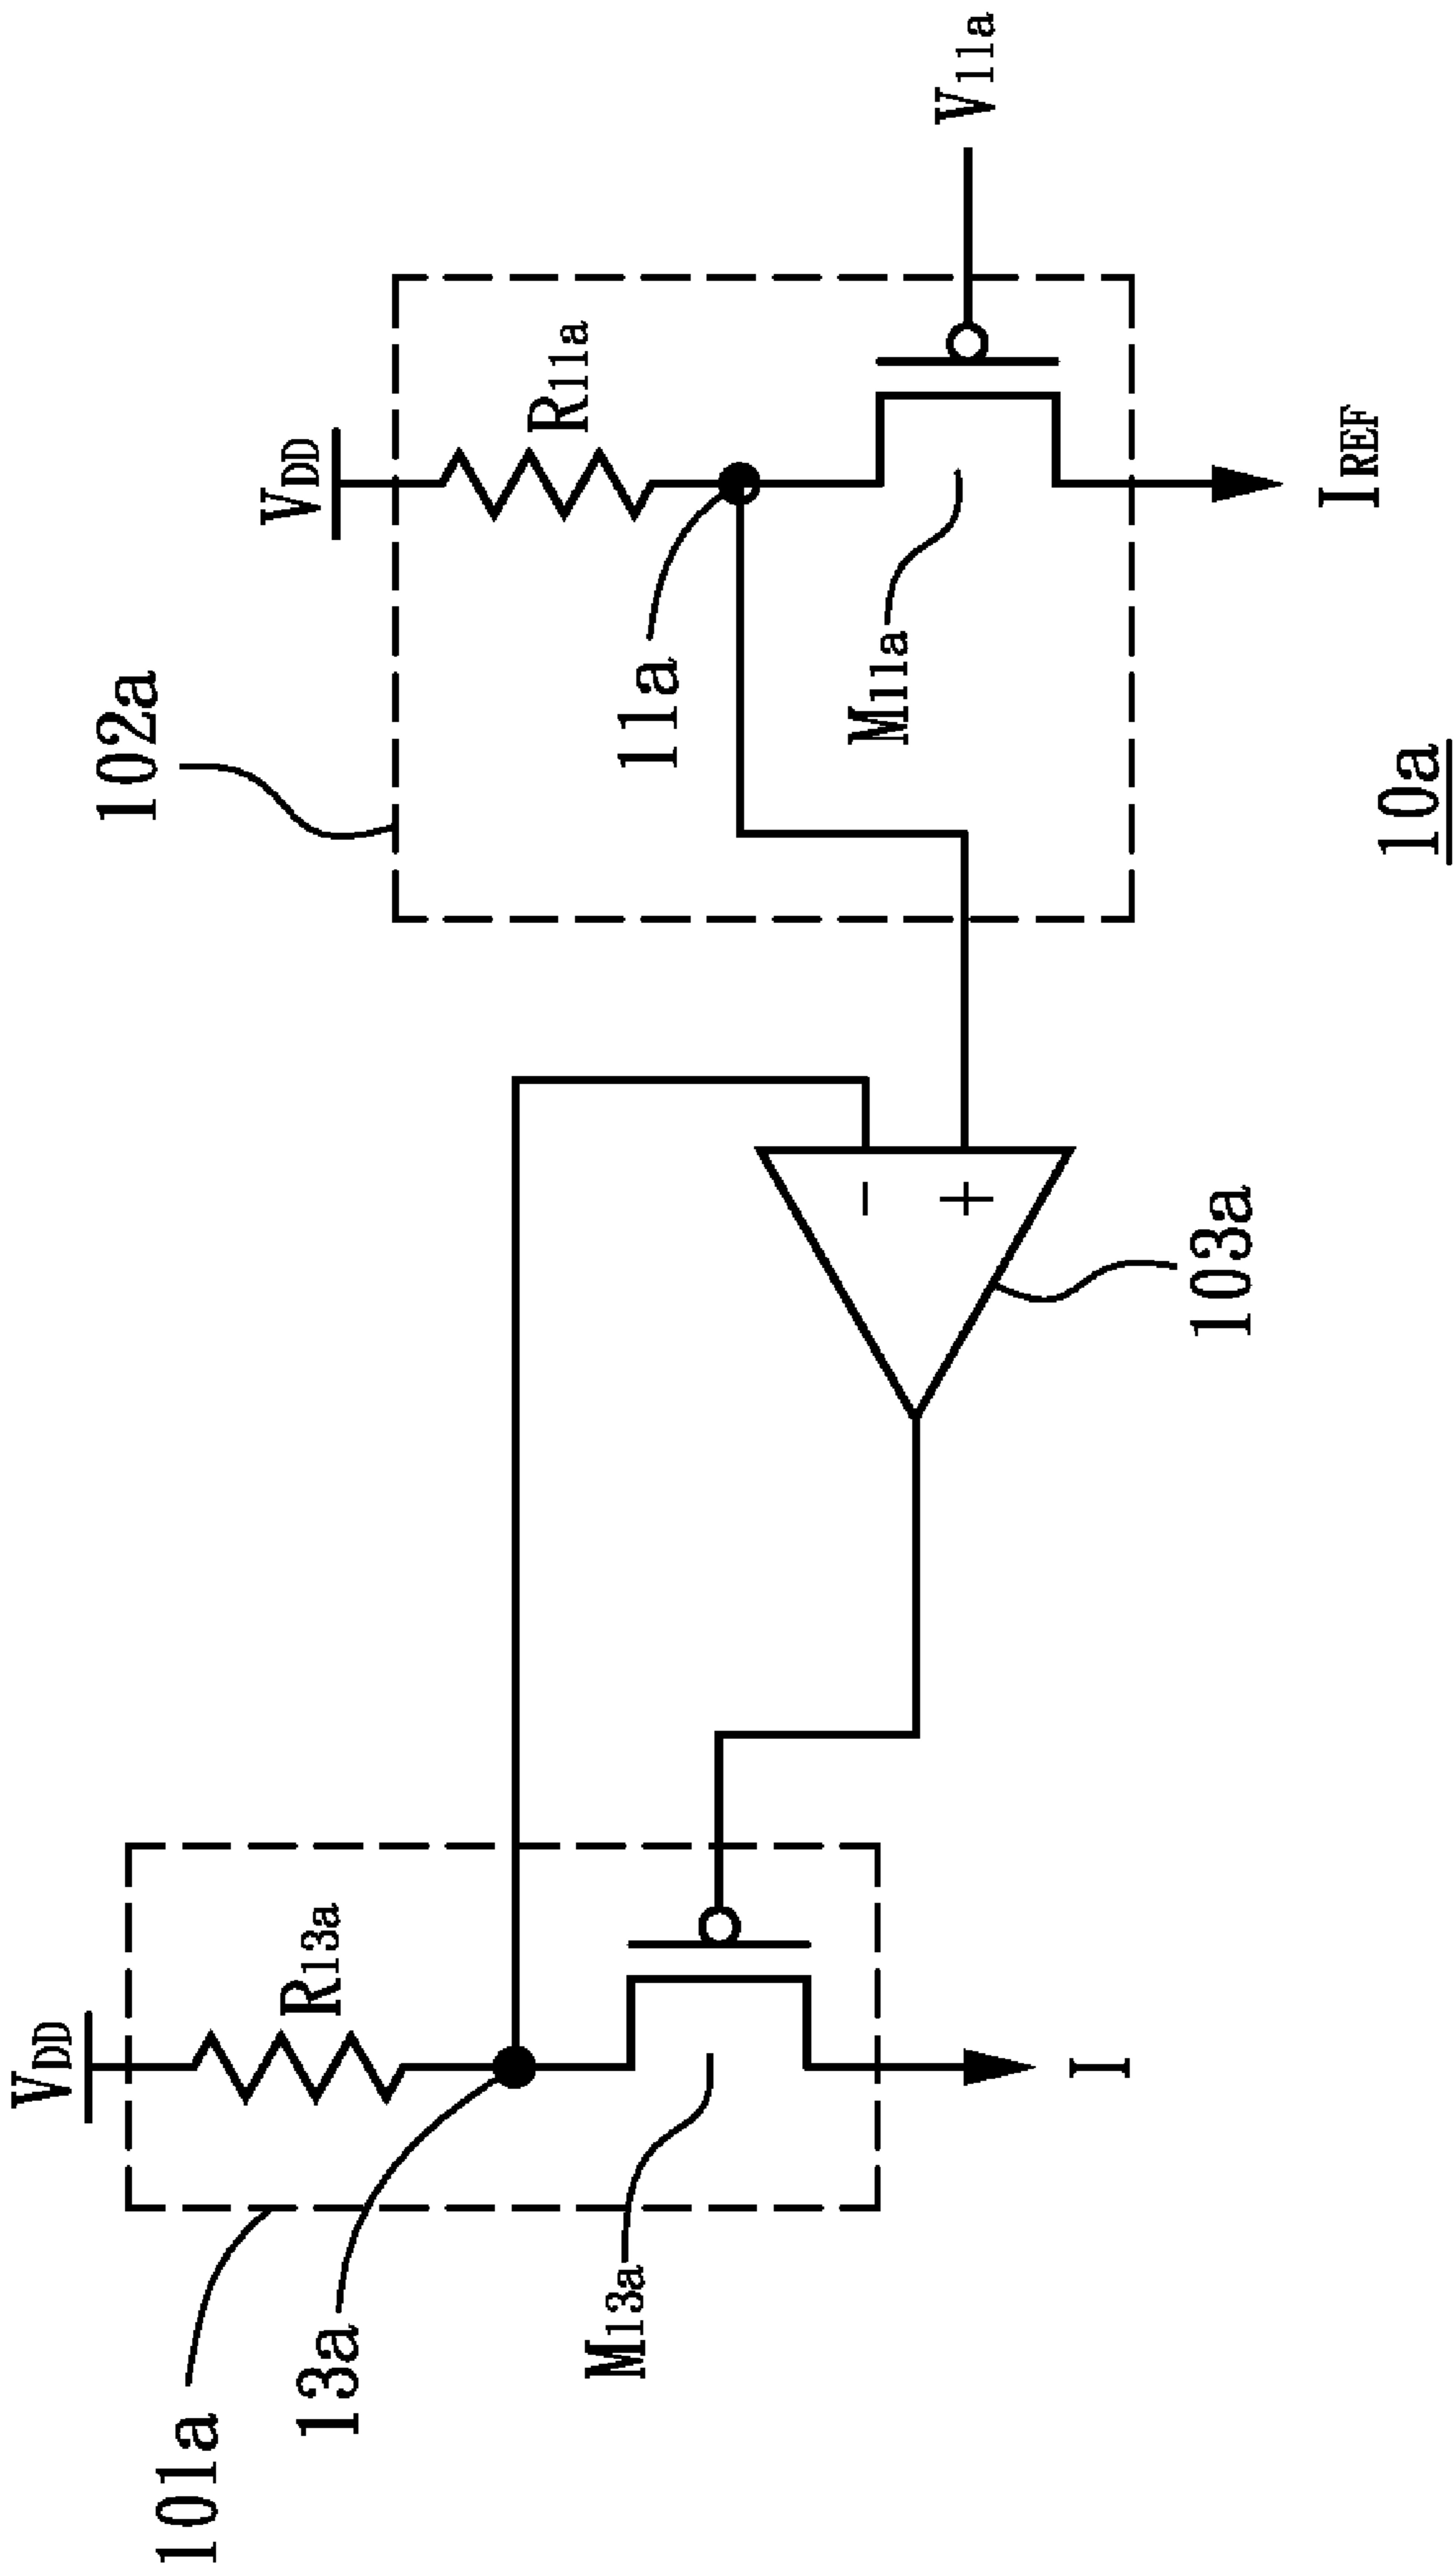 102a
V11a
VDD
R11a
11a
M11a
IREF
-
+
103a
VDD
R13a
13a
M13a
I
101a
10a